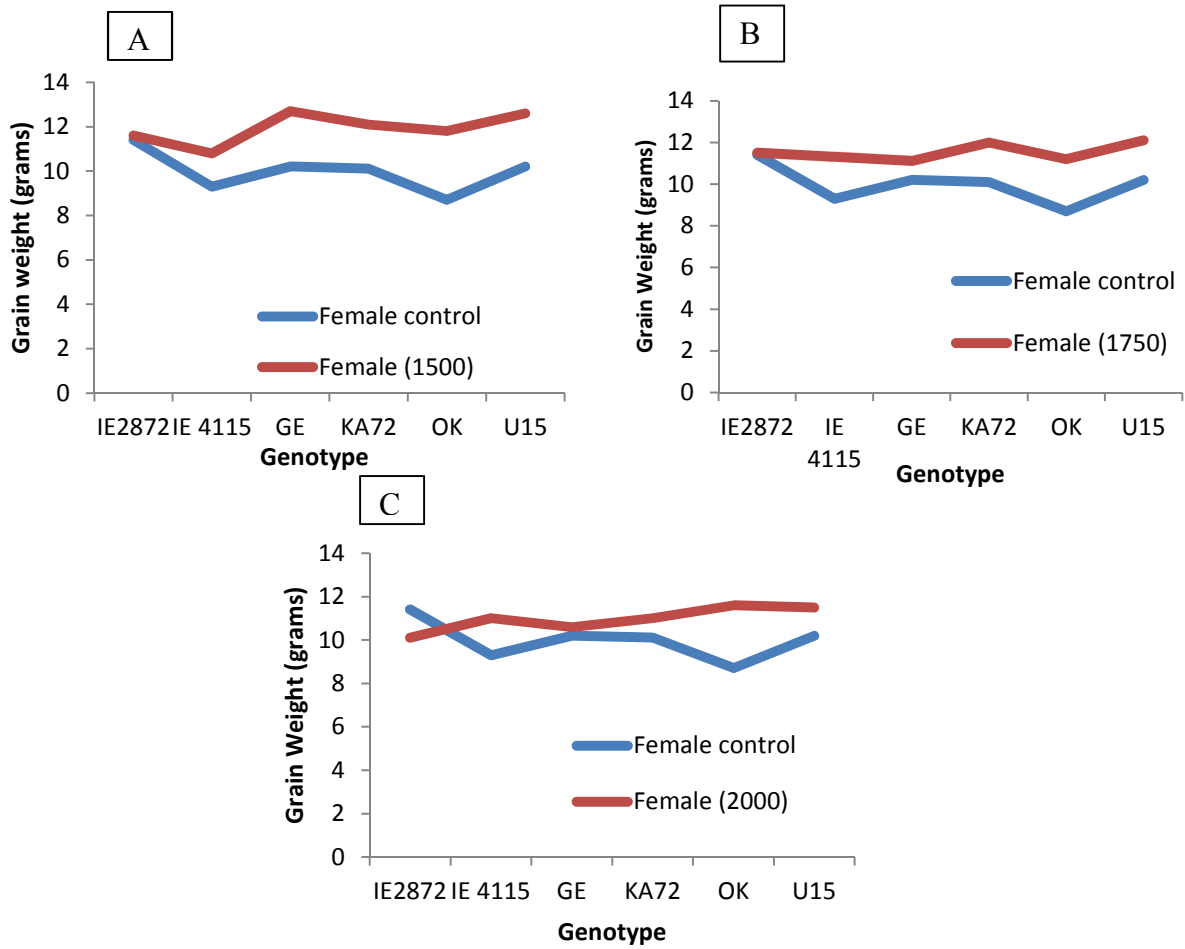 A
Grain weight (grams)
14
12
10
8
6
4
2
0
Female control
Female (1500)
IE2872 IE 4115 GE KA72 OK U15
Genotype
B
Grain Weight (grams)
14
12
10
8
6
4
2
0
Female control
Female (1750)
IE2872 IE GE KA72 OK U15
4115
Genotype
C
Grain Weight (grams)
14
12
10
8
6
4
2
0
Female control
Female (2000)
IE2872 IE 4115 GE KA72 OK U15
Genotype